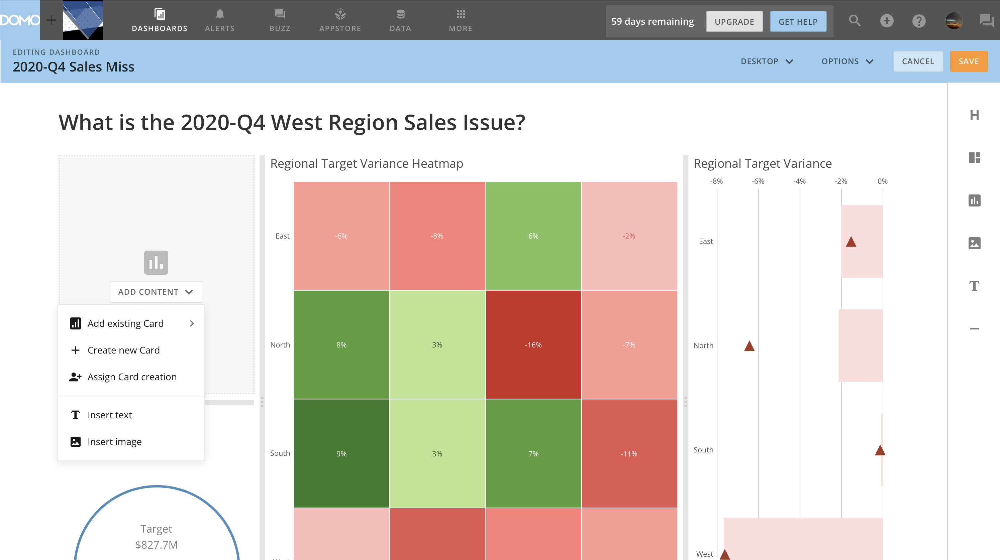 DOMO
DASHBOARDS
ALERTS
BUZZ
APPSTORE
DATA
MORE
59 days remaining
UPGRADE
GET HELP
EDITING DASHBOARD
2020-Q4 Sales Miss
DESKTOP
OPTIONS
CANCEL
SAVE
What is the 2020-Q4 West Region Sales Issue?
ADD CONTENT
Add existing Card
Create new Card
Assign Card creation
Insert text
Insert image
Target
$827.7M
Regional Target Variance Heatmap
East -6% -8% 6% -2%
North 8% 3% -16% -7%
South 9% 3% 7% -11%
Regional Target Variance
-8% -6% -4% -2% 0%
East
North
South
West
H
T